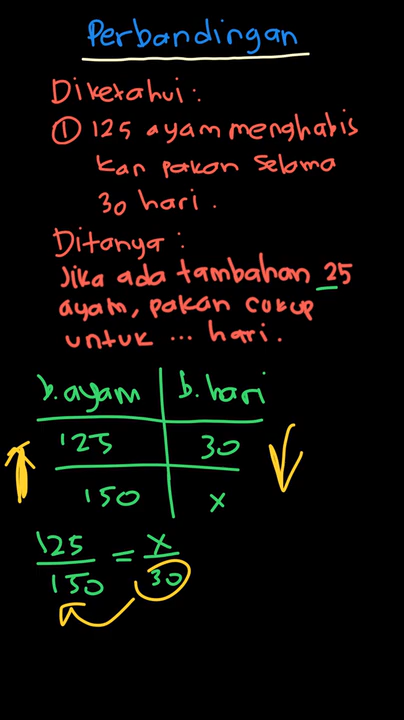 Perbandingan
Diketahui :
① 125 ayam menghabis
kan pakan selama
30 hari .
Ditanya :
Jika ada tambahan 25
ayam, pakan cukup
untuk ... hari .
b. ayam b. hari
125 30
150 x
125/150 = x/30